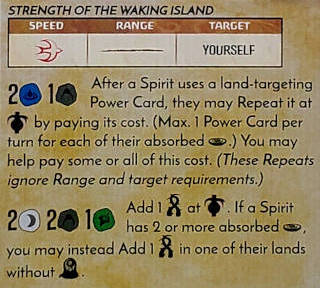 STRENGTH OF THE WAKING ISLAND
SPEED RANGE TARGET
YOURSELF
2 1 After a Spirit uses a land-targeting
Power Card, they may Repeat it at
by paying its cost. (Max. 1 Power Card per
turn for each of their absorbed .) You may
help pay some or all of this cost. (These Repeats
ignore Range and target requirements.)
2 2 1 Add 1 at . If a Spirit
has 2 or more absorbed ,
you may instead Add 1 in one of their lands
without .